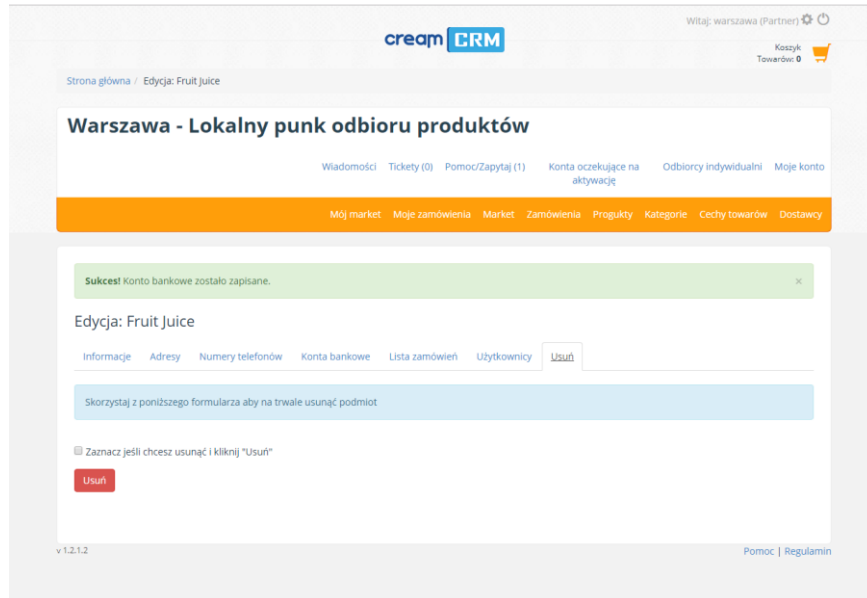 Witaj: warszawa (Partner)
cream CRM
Koszyk
Towarów: 0
Strona główna / Edycja: Fruit Juice
Warszawa - Lokalny punk odbioru produktów
Wiadomości Tickety (0) Pomoc/Zapytaj (1) Konta oczekujące na aktywację Odbiorcy indywidualni Moje konto
Mój market Moje zamówienia Market Zamówienia Progukty Kategorie Cechy towarów Dostawcy
Sukces! Konto bankowe zostało zapisane. ×
Edycja: Fruit Juice
Informacje Adresy Numery telefonów Konta bankowe Lista zamówień Użytkownicy Usuń
Skorzystaj z poniższego formularza aby na trwale usunąć podmiot
Zaznacz jeśli chcesz usunąć i kliknij "Usuń"
Usuń
v 1.2.1.2
Pomoc | Regulamin